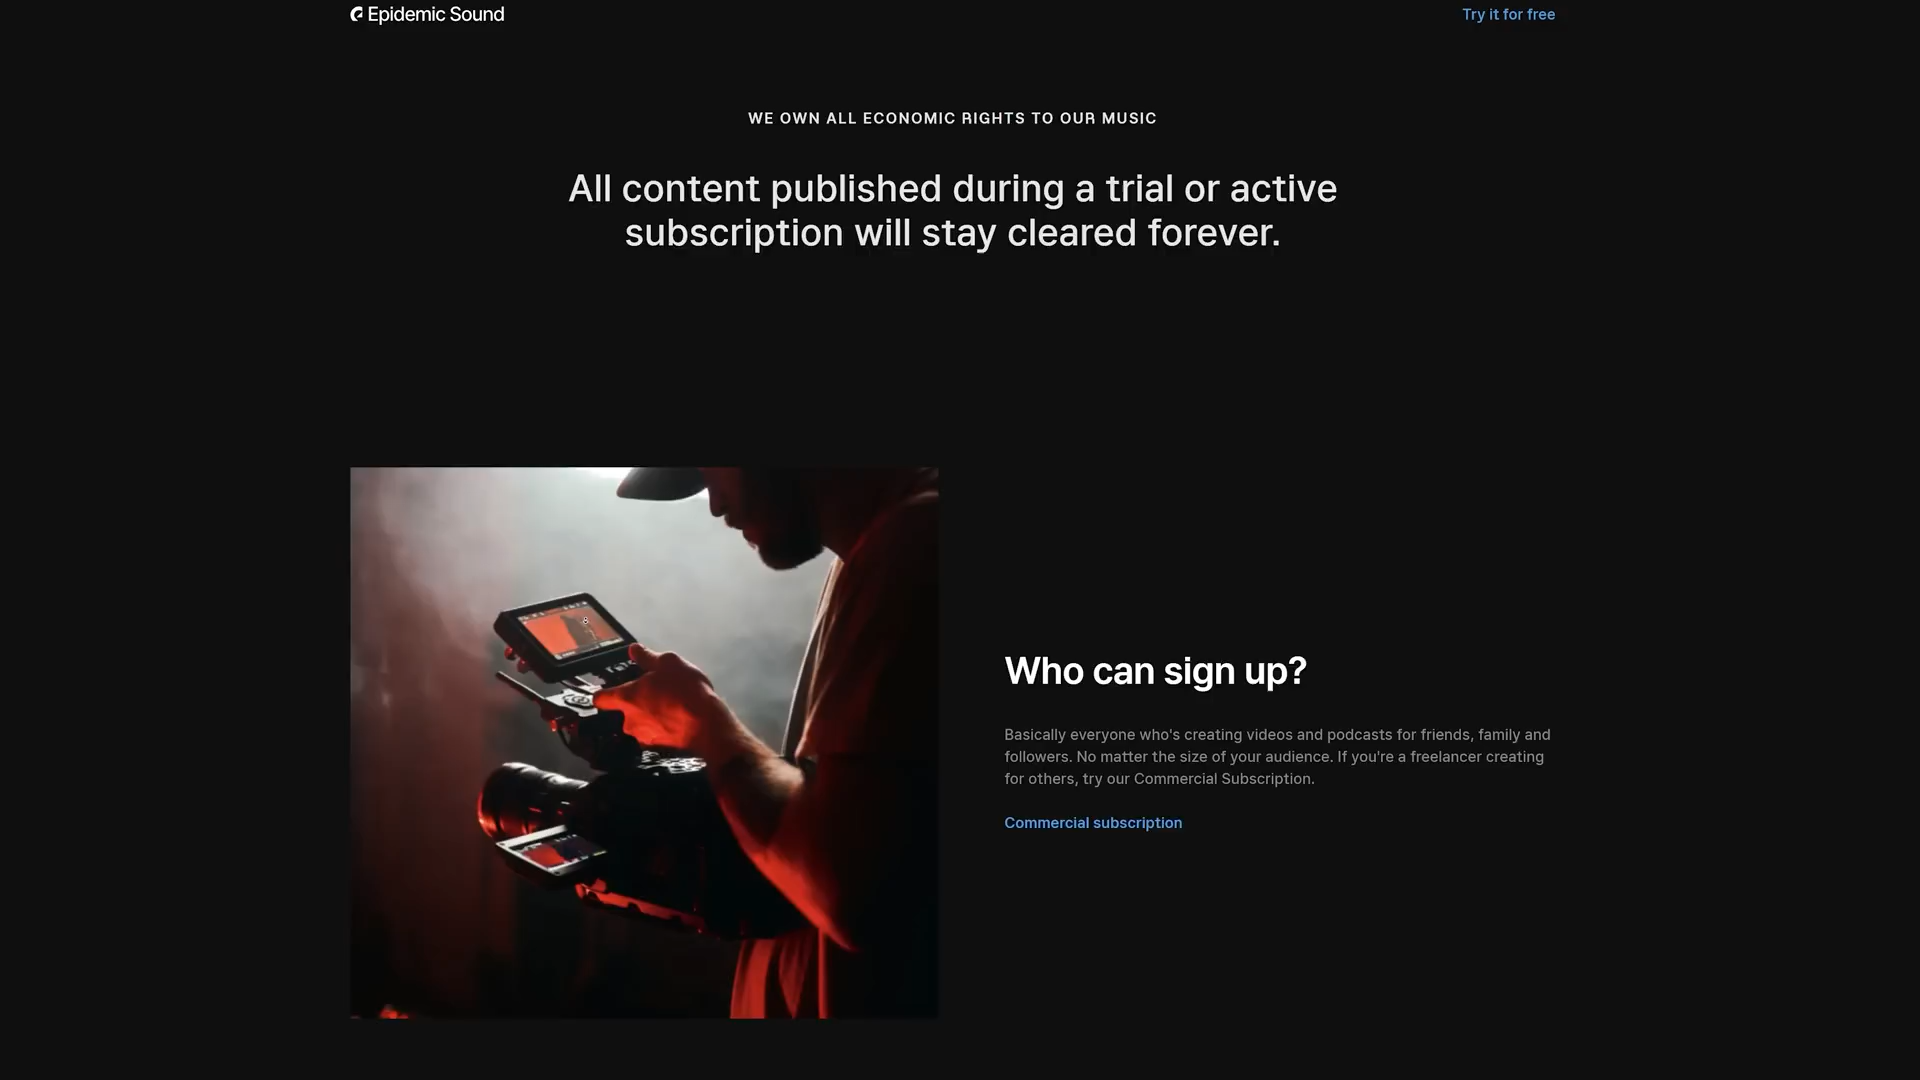 Epidemic Sound
Try it for free
WE OWN ALL ECONOMIC RIGHTS TO OUR MUSIC
All content published during a trial or active
subscription will stay cleared forever.
Who can sign up?
Basically everyone who's creating videos and podcasts for friends, family and
followers. No matter the size of your audience. If you're a freelancer creating
for others, try our Commercial Subscription.
Commercial subscription